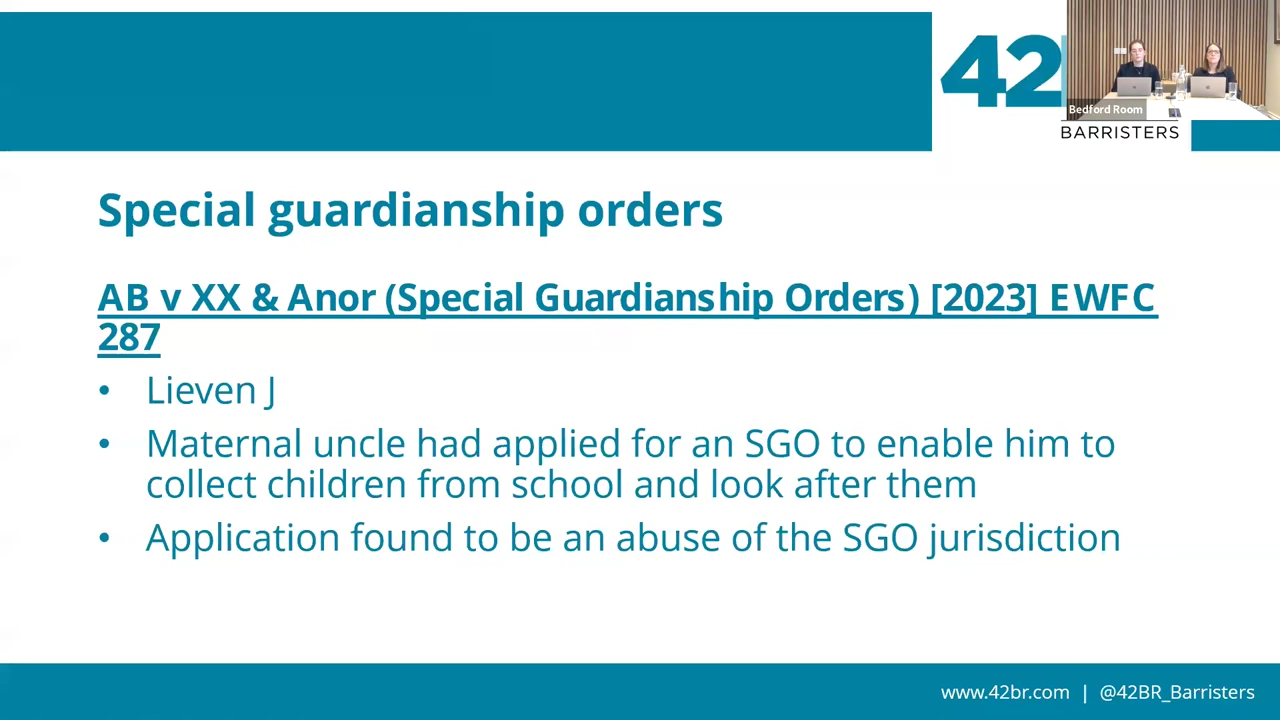 42
Bedford Room
BARRISTERS
Special guardianship orders
AB v XX & Anor (Special Guardianship Orders) [2023] EWFC
287
• Lieven J
• Maternal uncle had applied for an SGO to enable him to
collect children from school and look after them
• Application found to be an abuse of the SGO jurisdiction
www.42br.com | @42BR_Barristers